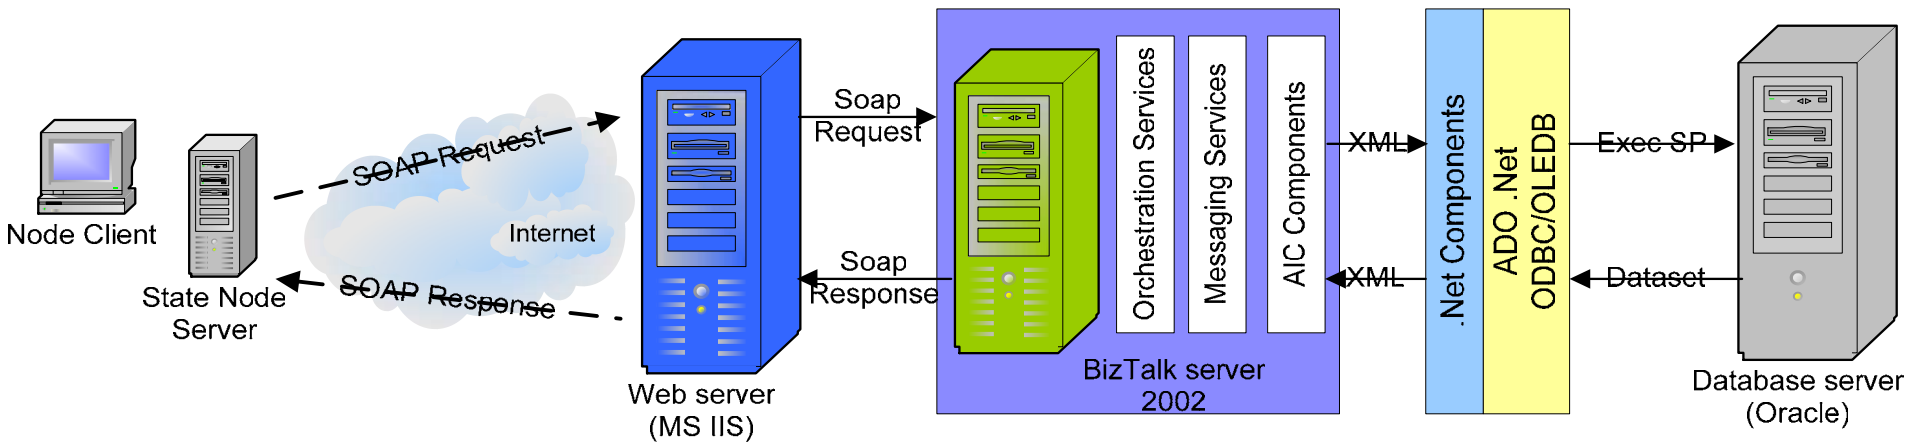 Node Client
State Node
Server
SOAP Request
Internet
SOAP Response
Web server
(MS IIS)
Soap
Request
Soap
Response
Orchestration Services
Messaging Services
AIC Components
BizTalk server
2002
XML
XML
.Net Components
ADO .Net
ODBC/OLEDB
Exec SP
Dataset
Database server
(Oracle)